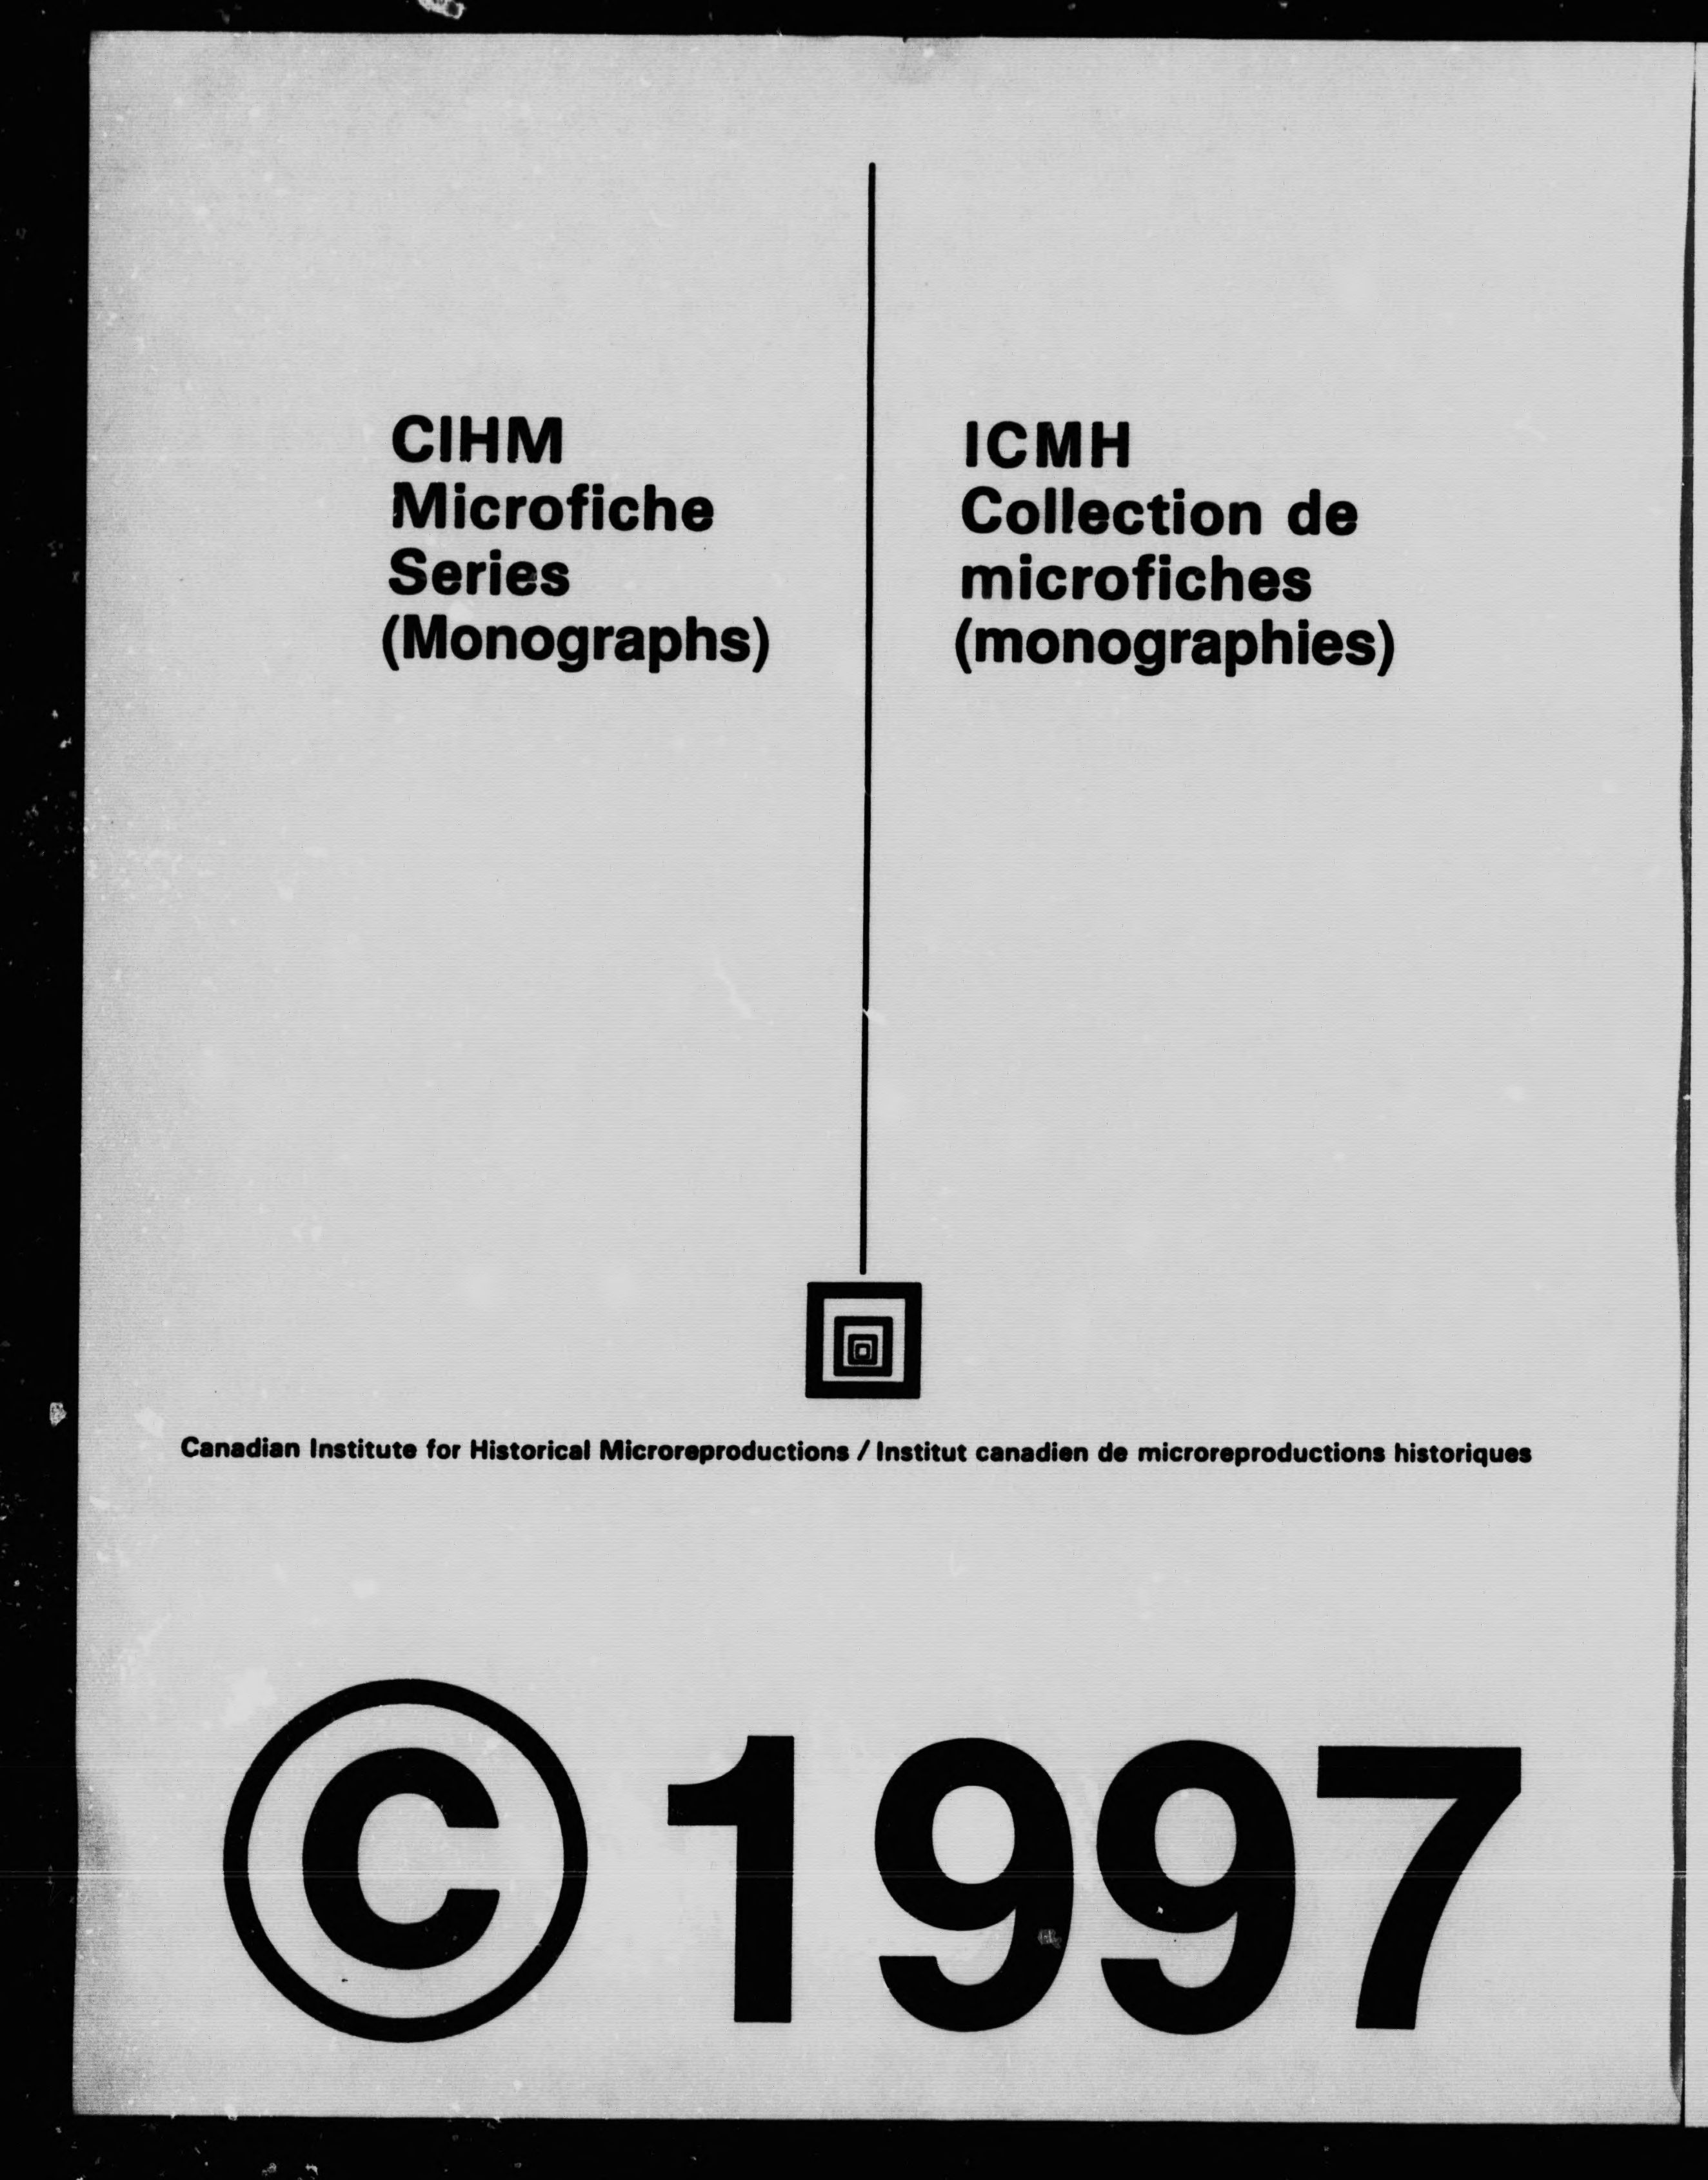 CIHM
Microfiche
Series
(Monographs)
ICMH
Collection de
microfiches
(monographies)
Canadian Institute for Historical Microreproductions / Institut canadien de microreproductions historiques
© 1997